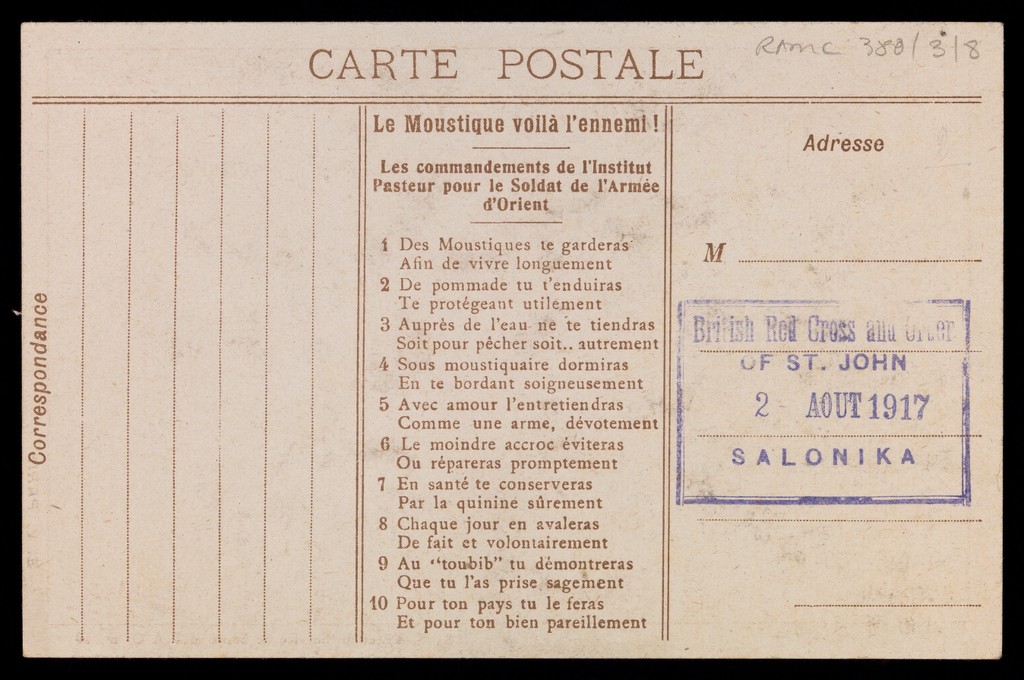 CARTE POSTALE
RAMC 388/3/8
Correspondance
Le Moustique voilà l'ennemi !
Les commandements de l'Institut
Pasteur pour le Soldat de l'Armée
d'Orient
1 Des Moustiques te garderas
Afin de vivre longuement
2 De pommade tu t'enduiras
Te protégeant utilement
3 Auprès de l'eau ne te tiendras
Soit pour pêcher soit.. autrement
4 Sous moustiquaire dormiras
En te bordant soigneusement
5 Avec amour l'entretiendras
Comme une arme, dévotement
6 Le moindre accroc éviteras
Ou répareras promptement
7 En santé te conserveras
Par la quinine sûrement
8 Chaque jour en avaleras
De fait et volontairement
9 Au "toubib" tu démontreras
Que tu l'as prise sagement
10 Pour ton pays tu le feras
Et pour ton bien pareillement
Adresse
M
British Red Cross and Order
OF ST. JOHN
2 - AOUT 1917
SALONIKA